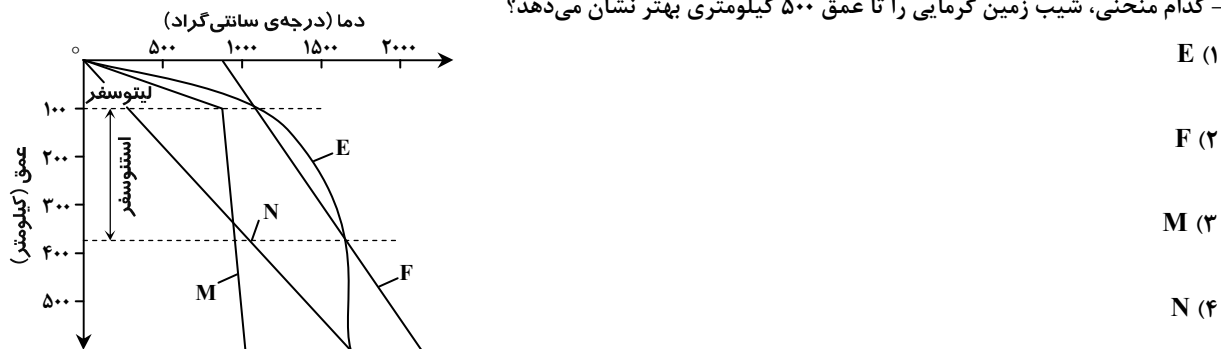 - کدام منحنی، شیب زمین گرمایی را تا عمق ۵۰۰ کیلومتری بهتر نشان می‌دهد؟
۱) E
۲) F
۳) M
۴) N
دما (درجه‌ی سانتی‌گراد)
۰ ۵۰۰ ۱۰۰۰ ۱۵۰۰ ۲۰۰۰
لیتوسفر
۱۰۰
استنوسفر
۲۰۰
۳۰۰
۴۰۰
۵۰۰
عمق (کیلومتر)
E
N
F
M